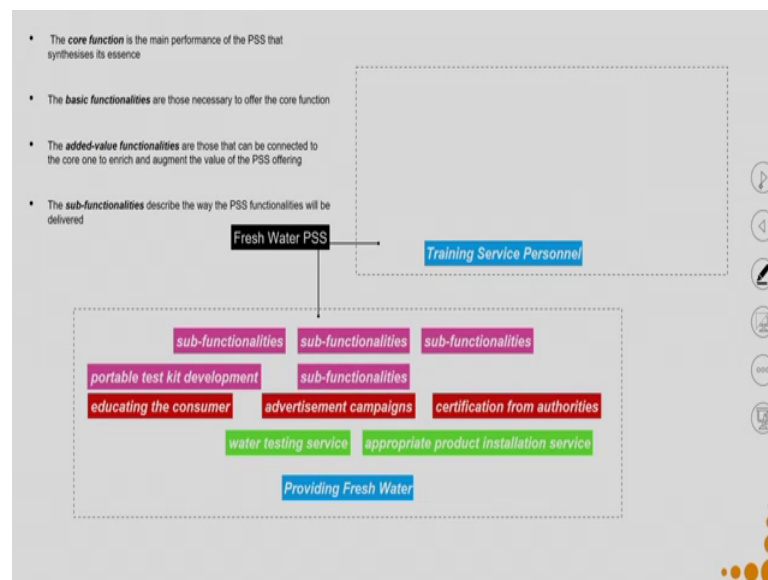 The core function is the main performance of the PSS that
synthesises its essence
The basic functionalities are those necessary to offer the core function
The added-value functionalities are those that can be connected to
the core one to enrich and augment the value of the PSS offering
The sub-functionalities describe the way the PSS functionalities will be
delivered
Fresh Water PSS
Training Service Personnel
sub-functionalities sub-functionalities sub-functionalities
portable test kit development sub-functionalities
educating the consumer advertisement campaigns certification from authorities
water testing service appropriate product installation service
Providing Fresh Water